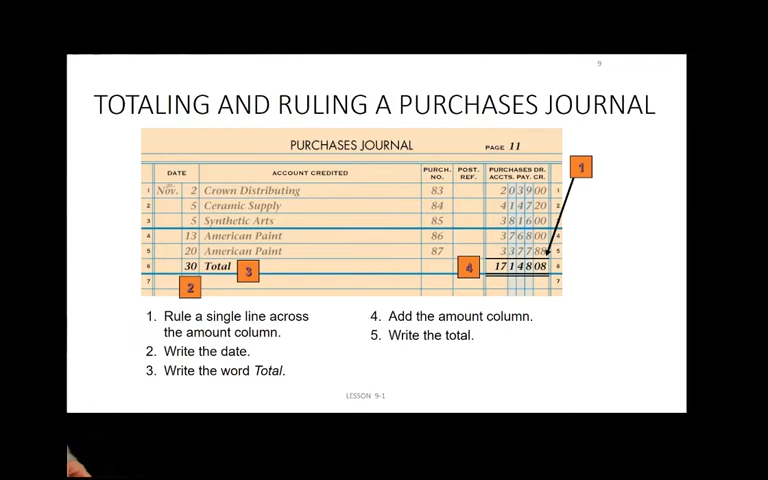 9
TOTALING AND RULING A PURCHASES JOURNAL
PURCHASES JOURNAL PAGE 11
DATE ACCOUNT CREDITED PURCH. NO. POST. REF. PURCHASES DR. ACCTS. PAY. CR.
1 Nov. 2 Crown Distributing 83 2 0 3 9 00 1
2 5 Ceramic Supply 84 4 1 4 7 20 2
3 5 Synthetic Arts 85 3 8 1 6 00
4 13 American Paint 86 3 7 6 8 00 4
5 20 American Paint 87 3 3 7 7 88 5
6 30 Total 17 1 4 8 08 6
7 7
1
2
3
4
1. Rule a single line across
the amount column.
2. Write the date.
3. Write the word Total.
4. Add the amount column.
5. Write the total.
LESSON 9-1